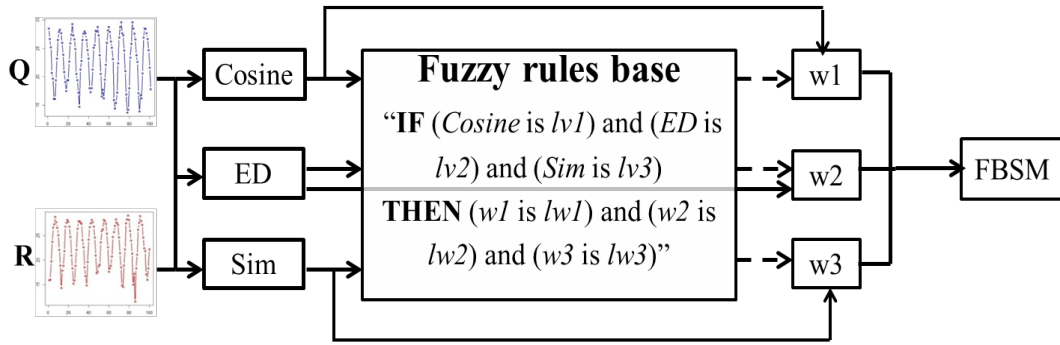 Q
R
Cosine
ED
Sim
Fuzzy rules base
“IF (Cosine is lv1) and (ED is
lv2) and (Sim is lv3)
THEN (w1 is lw1) and (w2 is
lw2) and (w3 is lw3)”
w1
w2
w3
FBSM